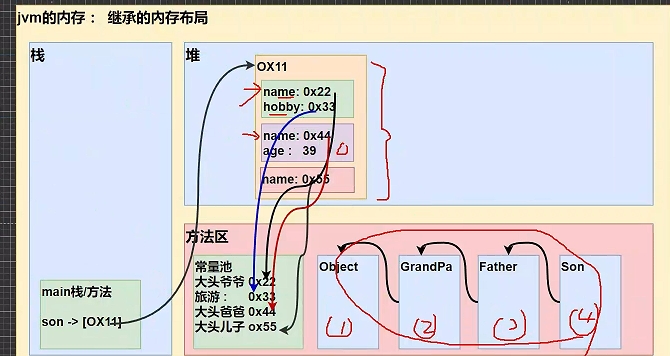 jvm的内存： 继承的内存布局
栈
堆
OX11
name: 0x22
hobby: 0x33
name: 0x44
age： 39
name: 0x55
main栈/方法
son -> [OX11]
方法区
常量池
大头爷爷 0x22
旅游： 0x33
大头爸爸 0x44
大头儿子 ox55
Object
GrandPa
Father
Son
(1)
(2)
(3)
(4)